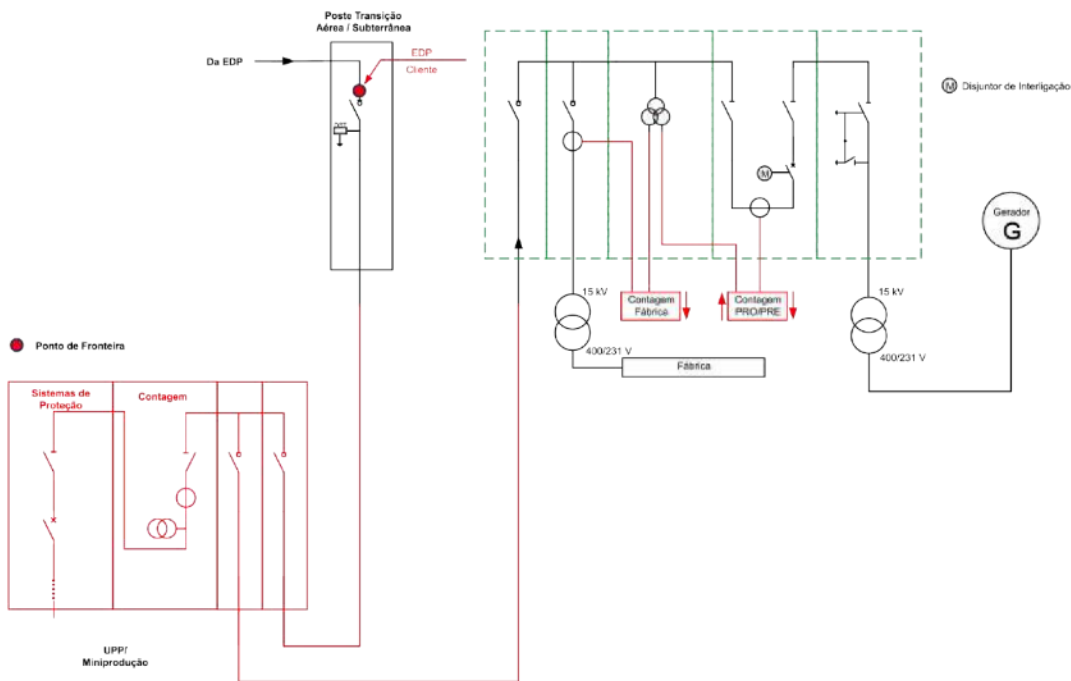 Poste Transição
Aérea / Subterrânea
Da EDP
EDP
Cliente
M Disjuntor de Interligação
M
Gerador
G
15 kV
400/231 V
Contagem
Fábrica
Contagem
PRO/PRE
15 kV
400/231 V
Fábrica
Ponto de Fronteira
Sistemas de
Proteção
Contagem
UPP/
Miniprodução